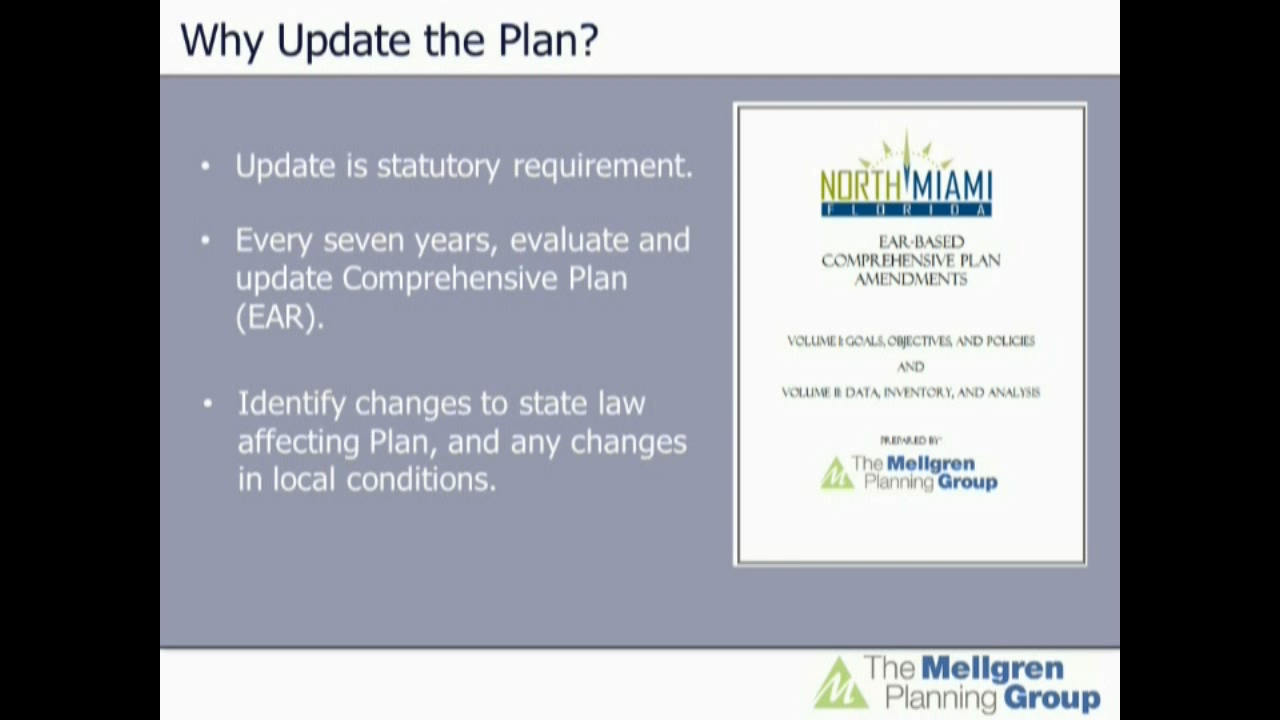 Why Update the Plan?
• Update is statutory requirement.
• Every seven years, evaluate and
update Comprehensive Plan
(EAR).
• Identify changes to state law
affecting Plan, and any changes
in local conditions.
NORTH MIAMI
FLORIDA
EAR-BASED
COMPREHENSIVE PLAN
AMENDMENTS
VOLUME I: GOALS, OBJECTIVES, AND POLICIES
AND
VOLUME II: DATA, INVENTORY, AND ANALYSIS
PREPARED BY:
The Mellgren
Planning Group
The Mellgren
Planning Group